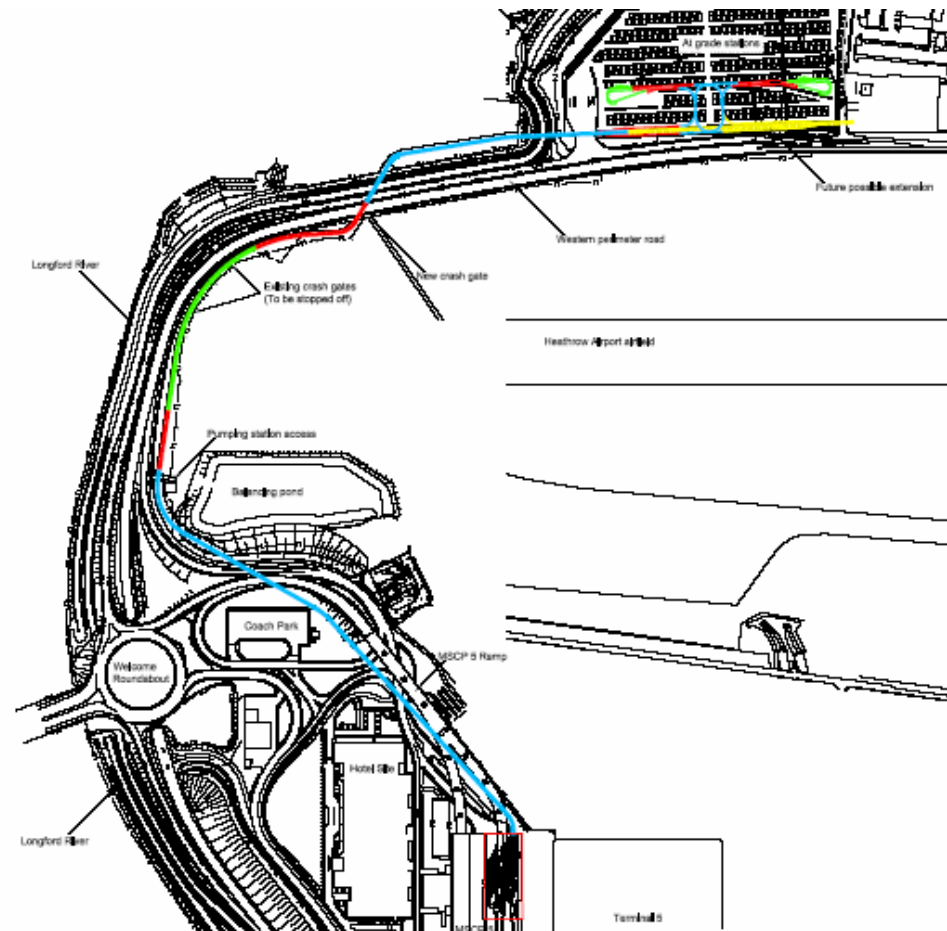 At grade stations
Future possible extension
Western perimeter road
Longford River
New crash gate
Existing crash gates
(To be stopped off)
Heathrow Airport airfield
Pumping station access
Balancing pond
Coach Park
MSCP 5 Ramp
Welcome
Roundabout
Hotel Site
Longford River
Terminal 5
MSCP 5